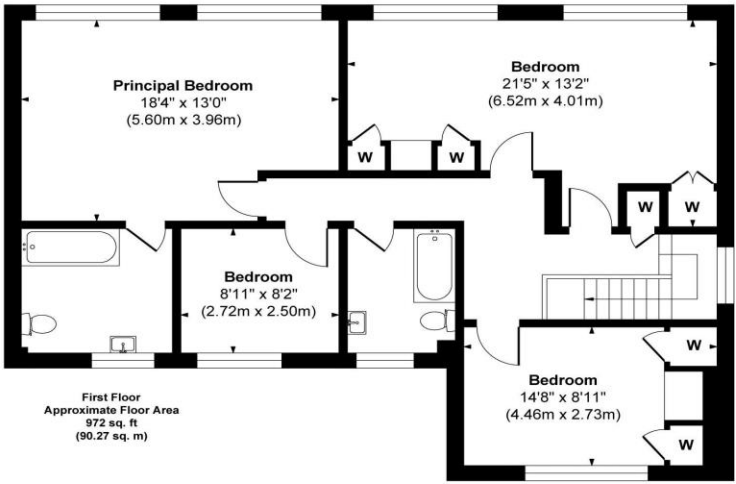 Principal Bedroom
18'4" x 13'0"
(5.60m x 3.96m)
Bedroom
21'5" x 13'2"
(6.52m x 4.01m)
W
W
W
W
Bedroom
8'11" x 8'2"
(2.72m x 2.50m)
W
Bedroom
14'8" x 8'11"
(4.46m x 2.73m)
W
First Floor
Approximate Floor Area
972 sq. ft
(90.27 sq. m)